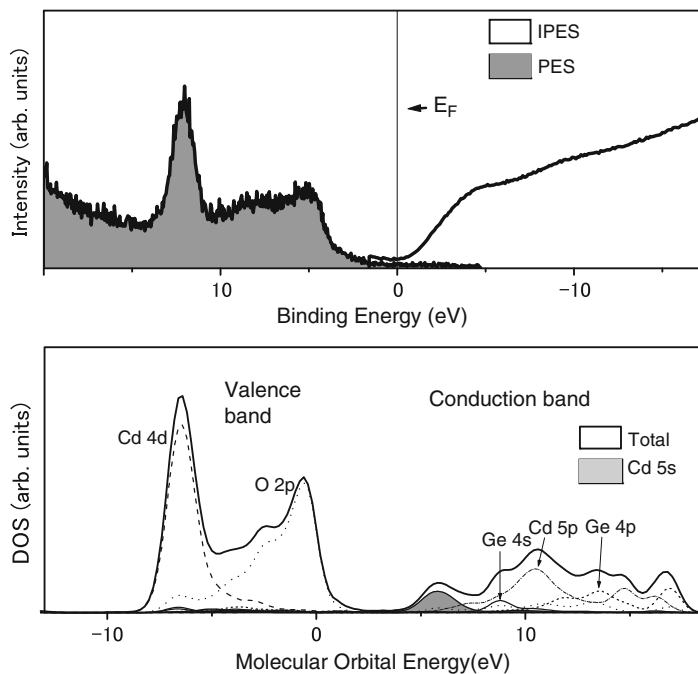 IPES
PES
E_F
Intensity (arb. units)
10
0
−10
Binding Energy (eV)
Valence
band
Conduction band
Cd 4d
Total
Cd 5s
O 2p
Ge 4s
Cd 5p
Ge 4p
DOS (arb. units)
−10
0
10
Molecular Orbital Energy(eV)